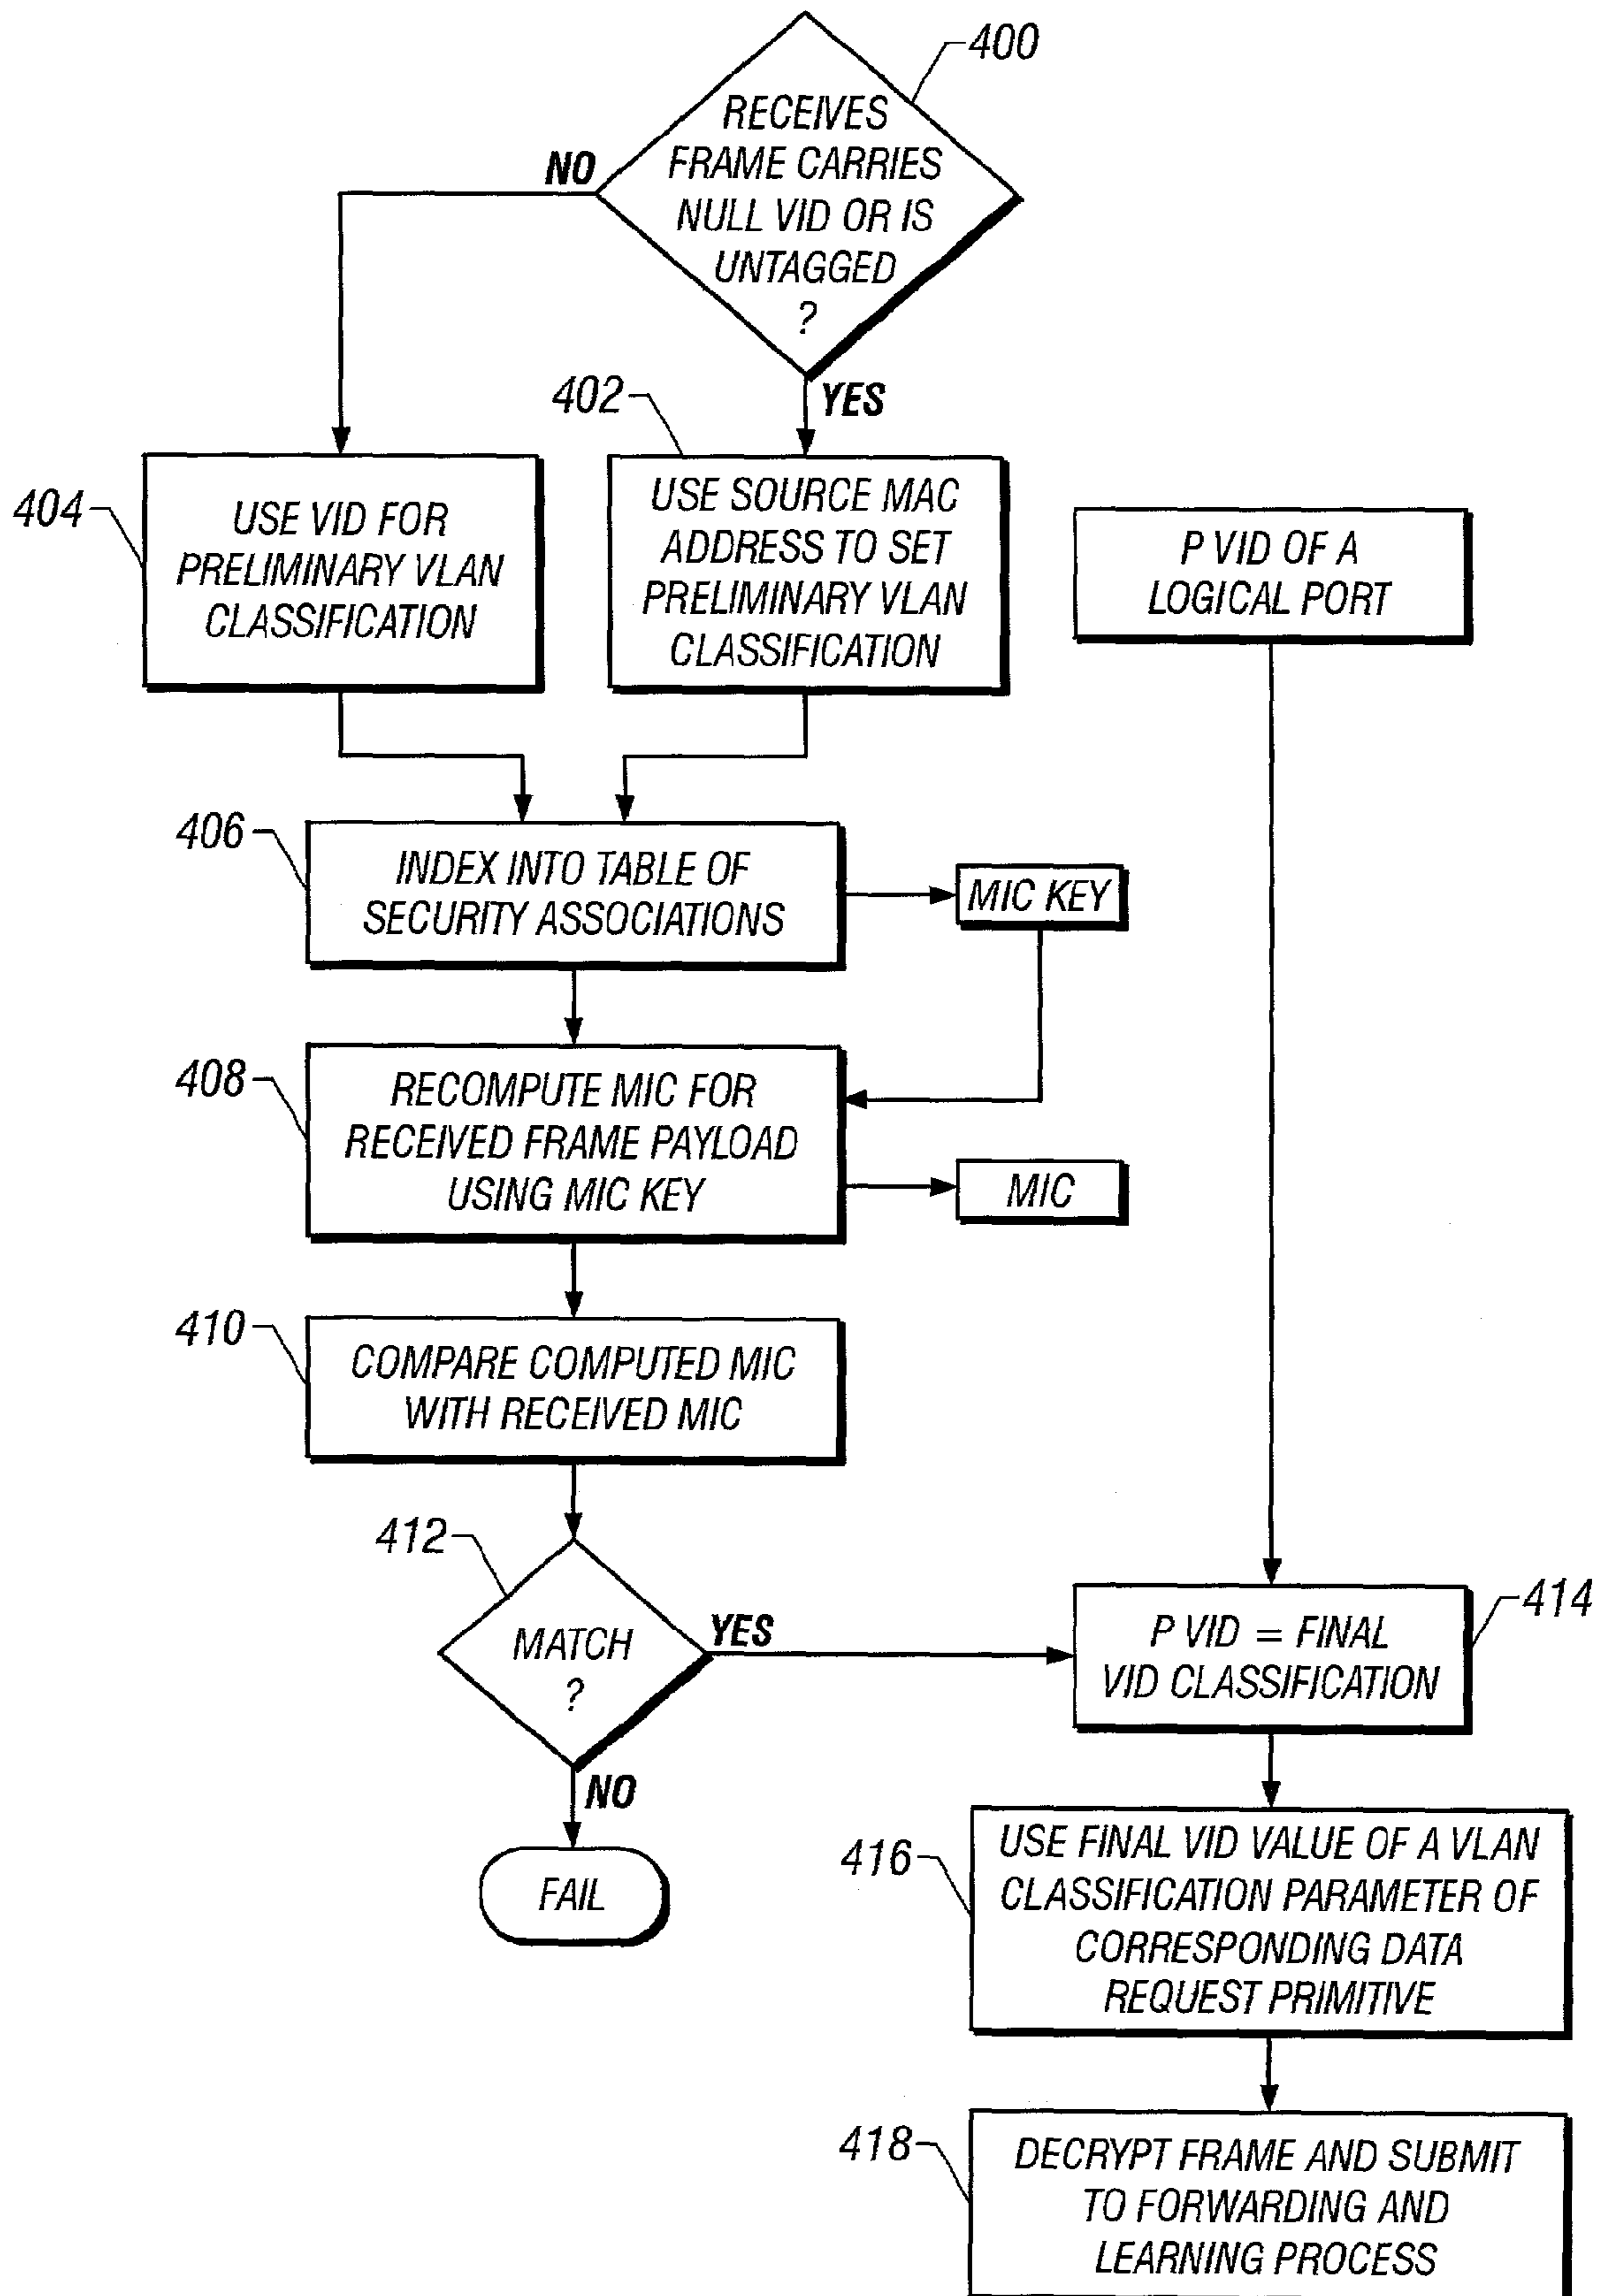 400
RECEIVES
FRAME CARRIES
NULL VID OR IS
UNTAGGED
?
NO
YES
402
404
USE VID FOR
PRELIMINARY VLAN
CLASSIFICATION
USE SOURCE MAC
ADDRESS TO SET
PRELIMINARY VLAN
CLASSIFICATION
P VID OF A
LOGICAL PORT
406
INDEX INTO TABLE OF
SECURITY ASSOCIATIONS
MIC KEY
408
RECOMPUTE MIC FOR
RECEIVED FRAME PAYLOAD
USING MIC KEY
MIC
410
COMPARE COMPUTED MIC
WITH RECEIVED MIC
412
MATCH
?
YES
NO
FAIL
414
P VID = FINAL
VID CLASSIFICATION
416
USE FINAL VID VALUE OF A VLAN
CLASSIFICATION PARAMETER OF
CORRESPONDING DATA
REQUEST PRIMITIVE
418
DECRYPT FRAME AND SUBMIT
TO FORWARDING AND
LEARNING PROCESS